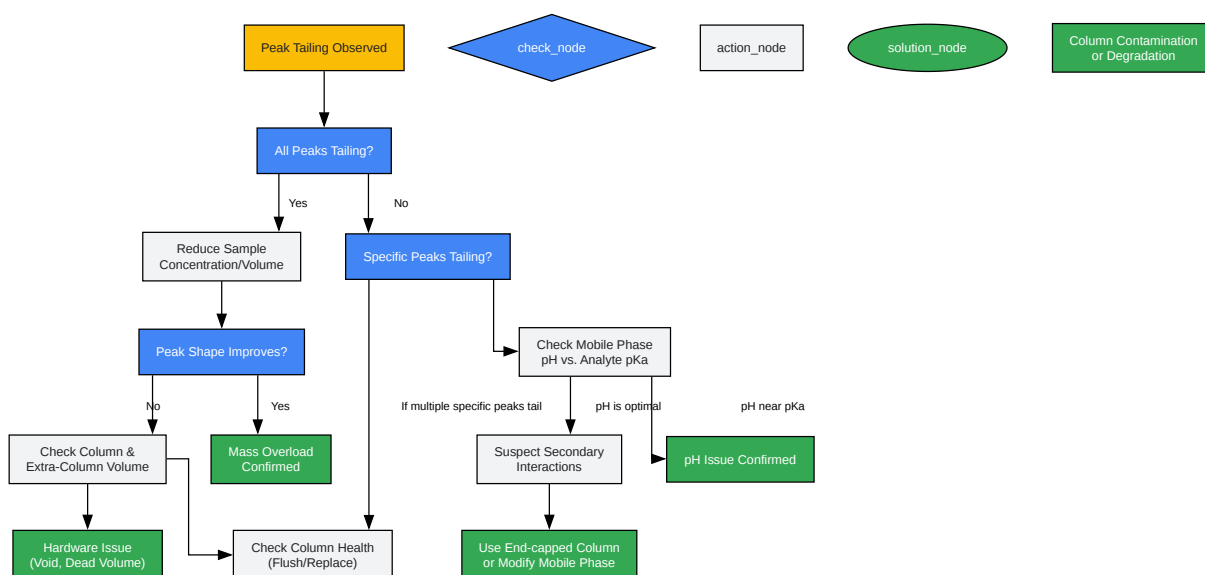 Peak Tailing Observed
check_node
action_node
solution_node
Column Contamination
or Degradation
All Peaks Tailing?
Yes
No
Reduce Sample
Concentration/Volume
Specific Peaks Tailing?
Peak Shape Improves?
Check Mobile Phase
pH vs. Analyte pKa
No
Yes
If multiple specific peaks tail
pH is optimal
pH near pKa
Check Column &
Extra-Column Volume
Mass Overload
Confirmed
Suspect Secondary
Interactions
pH Issue Confirmed
Hardware Issue
(Void, Dead Volume)
Check Column Health
(Flush/Replace)
Use End-capped Column
or Modify Mobile Phase